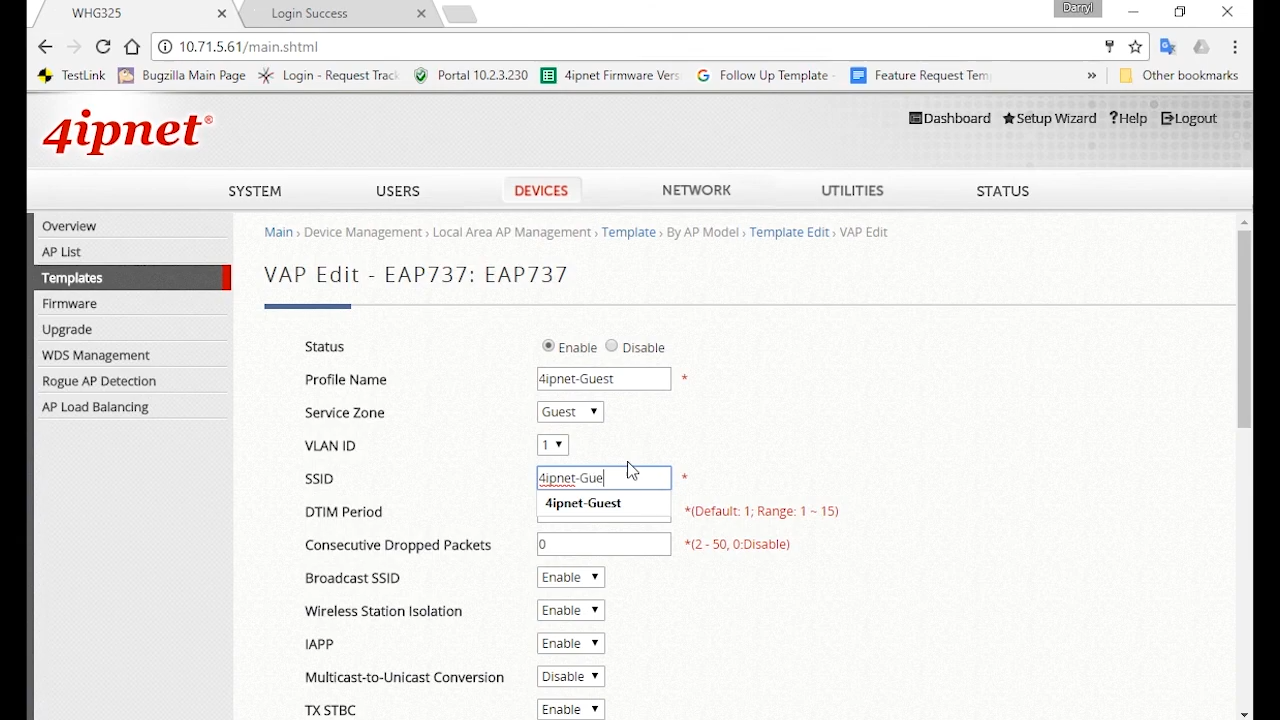 WHG325
Login Success
Darryl
10.71.5.61/main.shtml
TestLink Bugzilla Main Page Login - Request Track Portal 10.2.3.230 4ipnet Firmware Vers Follow Up Template - Feature Request Tem » Other bookmarks
4ipnet®
Dashboard Setup Wizard ?Help Logout
SYSTEM USERS DEVICES NETWORK UTILITIES STATUS
Overview
AP List
Templates
Firmware
Upgrade
WDS Management
Rogue AP Detection
AP Load Balancing
Main › Device Management › Local Area AP Management › Template › By AP Model › Template Edit › VAP Edit
VAP Edit - EAP737: EAP737
Status Enable Disable
Profile Name 4ipnet-Guest *
Service Zone Guest
VLAN ID 1
SSID 4ipnet-Gue *
4ipnet-Guest
DTIM Period *(Default: 1; Range: 1 ~ 15)
Consecutive Dropped Packets 0 *(2 - 50, 0:Disable)
Broadcast SSID Enable
Wireless Station Isolation Enable
IAPP Enable
Multicast-to-Unicast Conversion Disable
TX STBC Enable